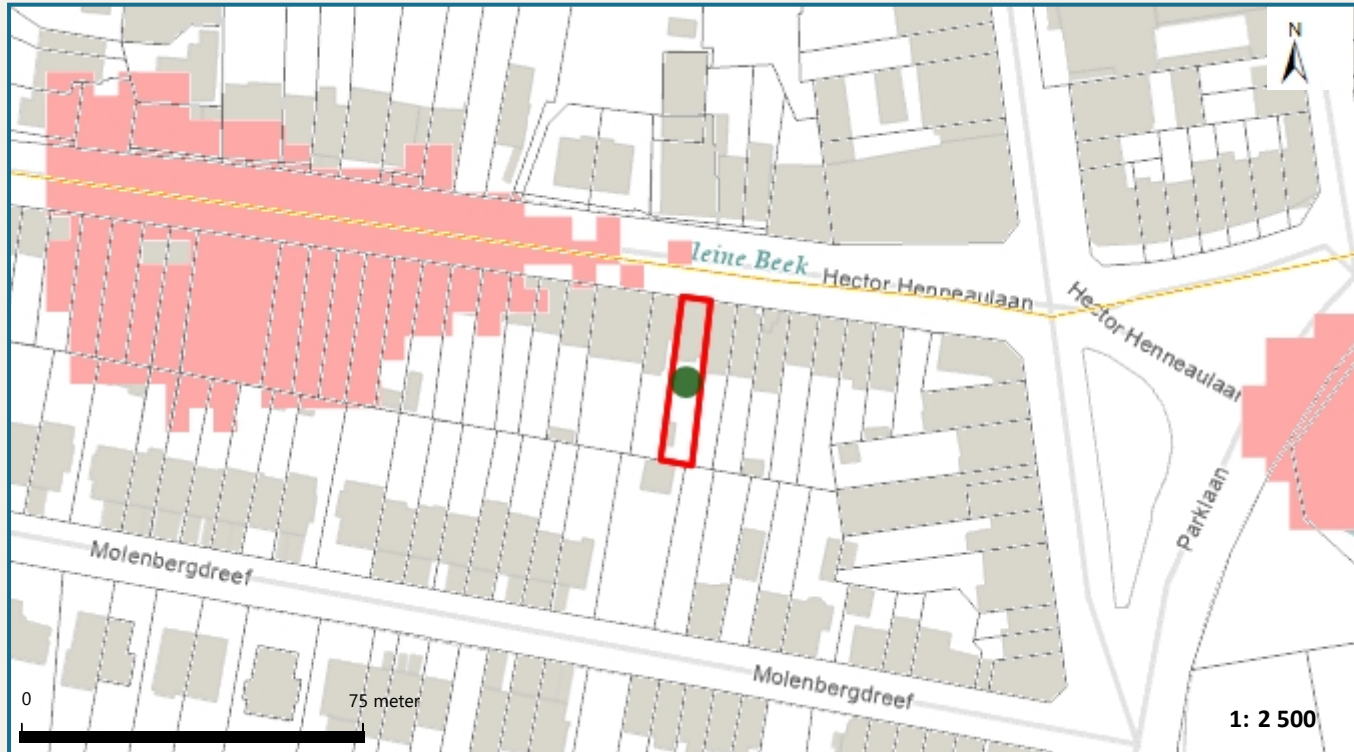 N
leine Beek
Hector Henneaulaan
Hector Henneaulaan
Parklaan
Molenbergdreef
Molenbergdreef
0
75 meter
1: 2 500